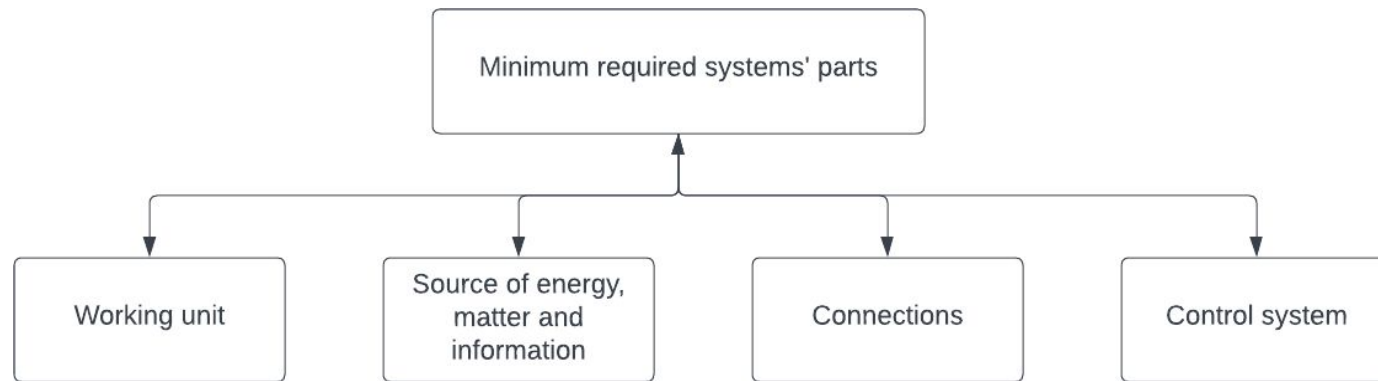 Minimum required systems' parts
Working unit
Source of energy,
matter and
information
Connections
Control system